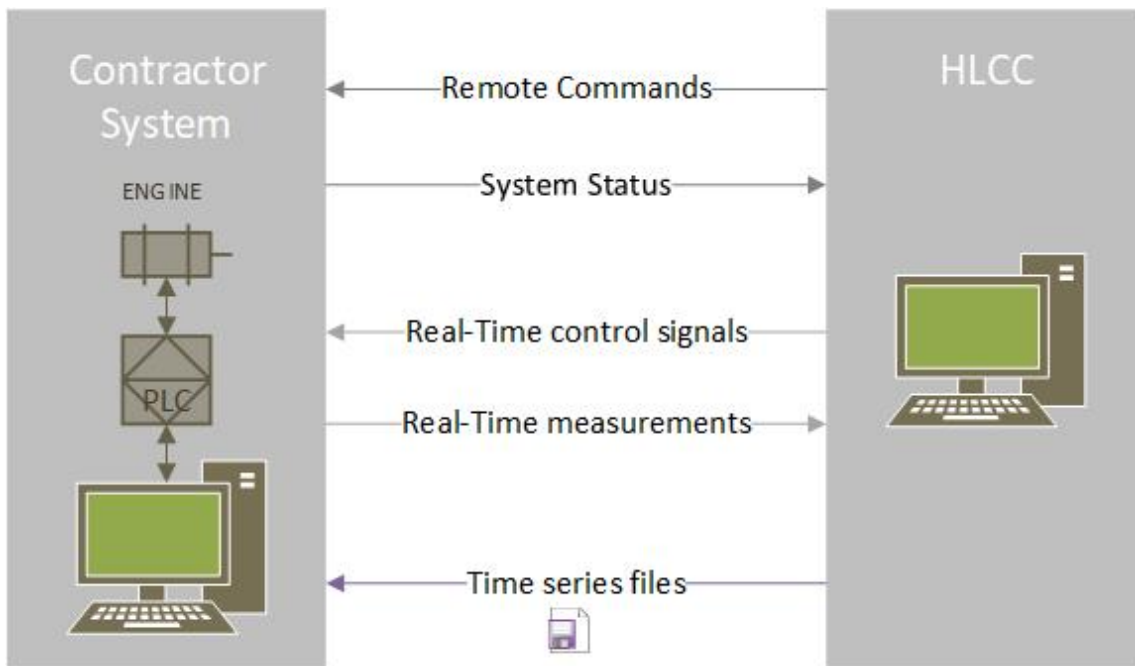 Contractor
System
HLCC
Remote Commands
System Status
ENGINE
Real-Time control signals
PLC
Real-Time measurements
Time series files